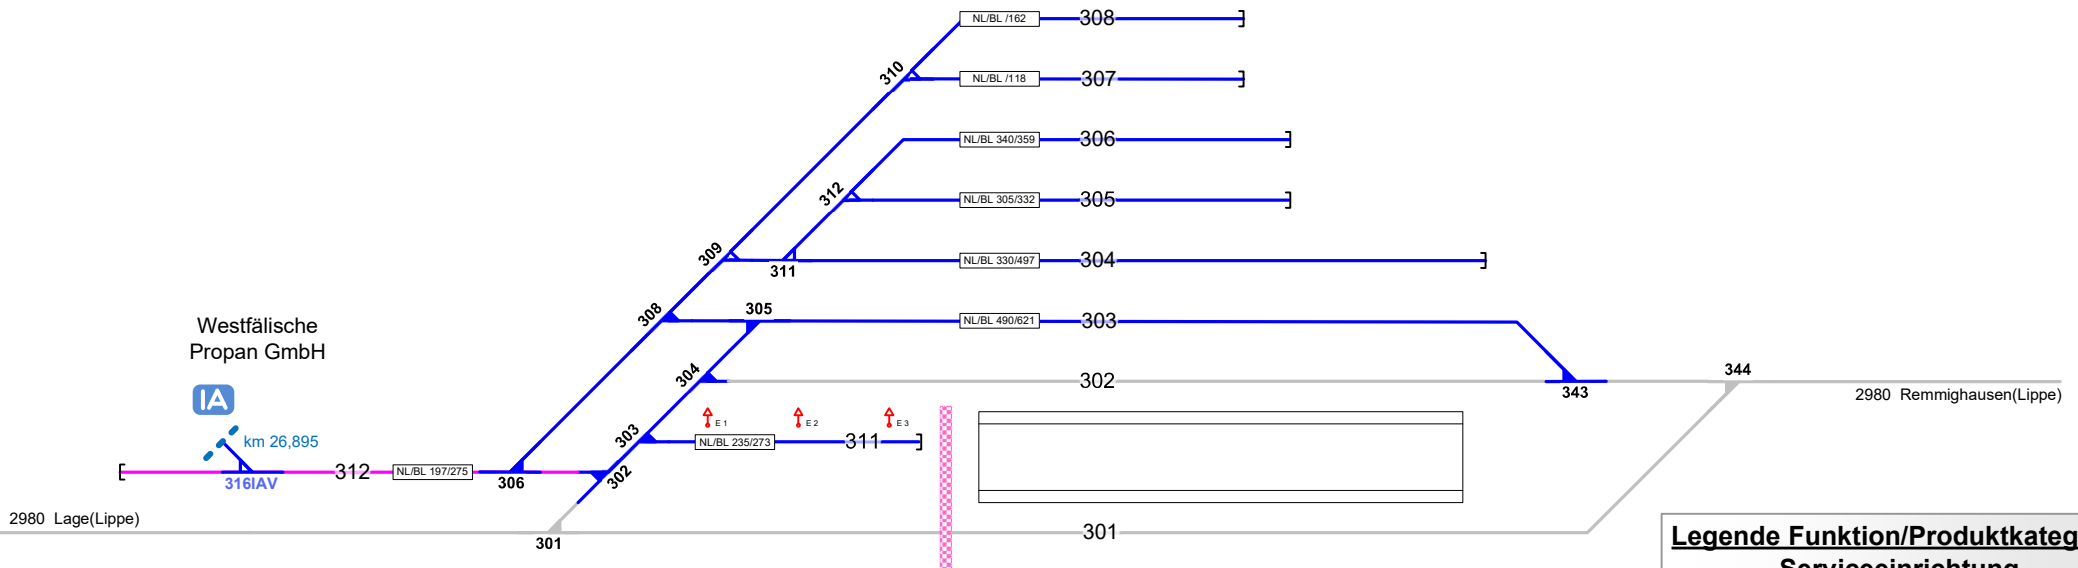 NL/BL /162 308
310
NL/BL /118 307
NL/BL 340/359 306
312
NL/BL 305/332 305
309
311
NL/BL 330/497 304
308
305
NL/BL 490/621 303
Westfälische
Propan GmbH
304
302
344
343
2980 Remmighausen(Lippe)
IA
E 1
E 2
E 3
303
NL/BL 235/273 311
km 26,895
312 NL/BL 197/275
316IAV
306
302
2980 Lage(Lippe)
301
301
Legende Funktion/Produktkateg
Serviceeinrichtung